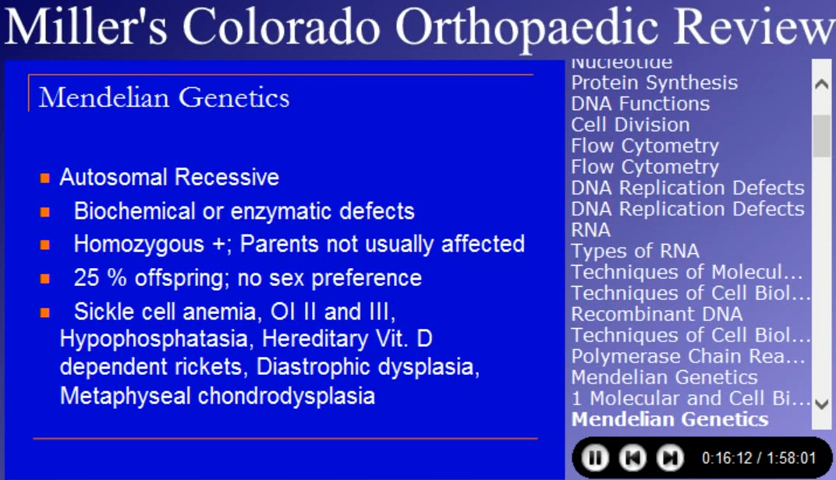 Miller's Colorado Orthopaedic Review
Mendelian Genetics
Autosomal Recessive
Biochemical or enzymatic defects
Homozygous +; Parents not usually affected
25 % offspring; no sex preference
Sickle cell anemia, OI II and III,
Hypophosphatasia, Hereditary Vit. D
dependent rickets, Diastrophic dysplasia,
Metaphyseal chondrodysplasia
Nucleotide
Protein Synthesis
DNA Functions
Cell Division
Flow Cytometry
Flow Cytometry
DNA Replication Defects
DNA Replication Defects
RNA
Types of RNA
Techniques of Molecul...
Techniques of Cell Biol...
Recombinant DNA
Techniques of Cell Biol...
Polymerase Chain Rea...
Mendelian Genetics
1 Molecular and Cell Bi...
Mendelian Genetics
0:16:12 / 1:58:01